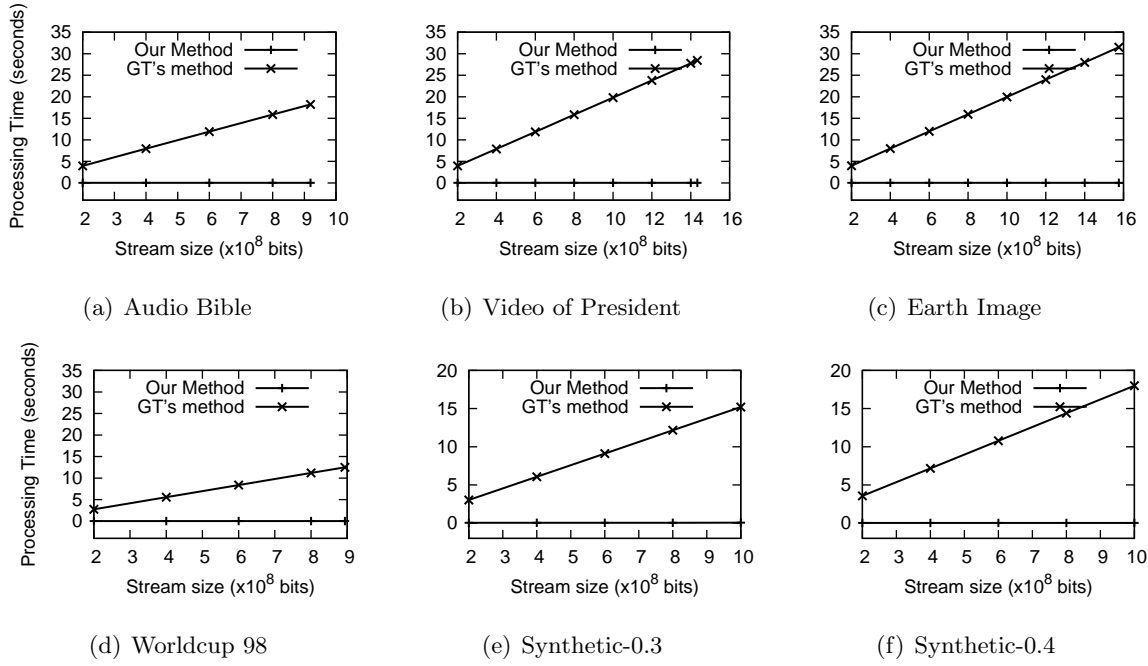 35
30
25
20
15
10
5
0
Processing Time (seconds)
Our Method
GT's method
2 3 4 5 6 7 8 9 10
Stream size (x10^8 bits)
(a) Audio Bible
35
30
25
20
15
10
5
0
Our Method
GT's method
2 4 6 8 10 12 14 16
Stream size (x10^8 bits)
(b) Video of President
35
30
25
20
15
10
5
0
Our Method
GT's method
2 4 6 8 10 12 14 16
Stream size (x10^8 bits)
(c) Earth Image
35
30
25
20
15
10
5
0
Processing Time (seconds)
Our Method
GT's method
2 3 4 5 6 7 8 9
Stream size (x10^8 bits)
(d) Worldcup 98
20
15
10
5
0
Our Method
GT's method
2 3 4 5 6 7 8 9 10
Stream size (x10^8 bits)
(e) Synthetic-0.3
20
15
10
5
0
Our Method
GT's method
2 3 4 5 6 7 8 9 10
Stream size (x10^8 bits)
(f) Synthetic-0.4